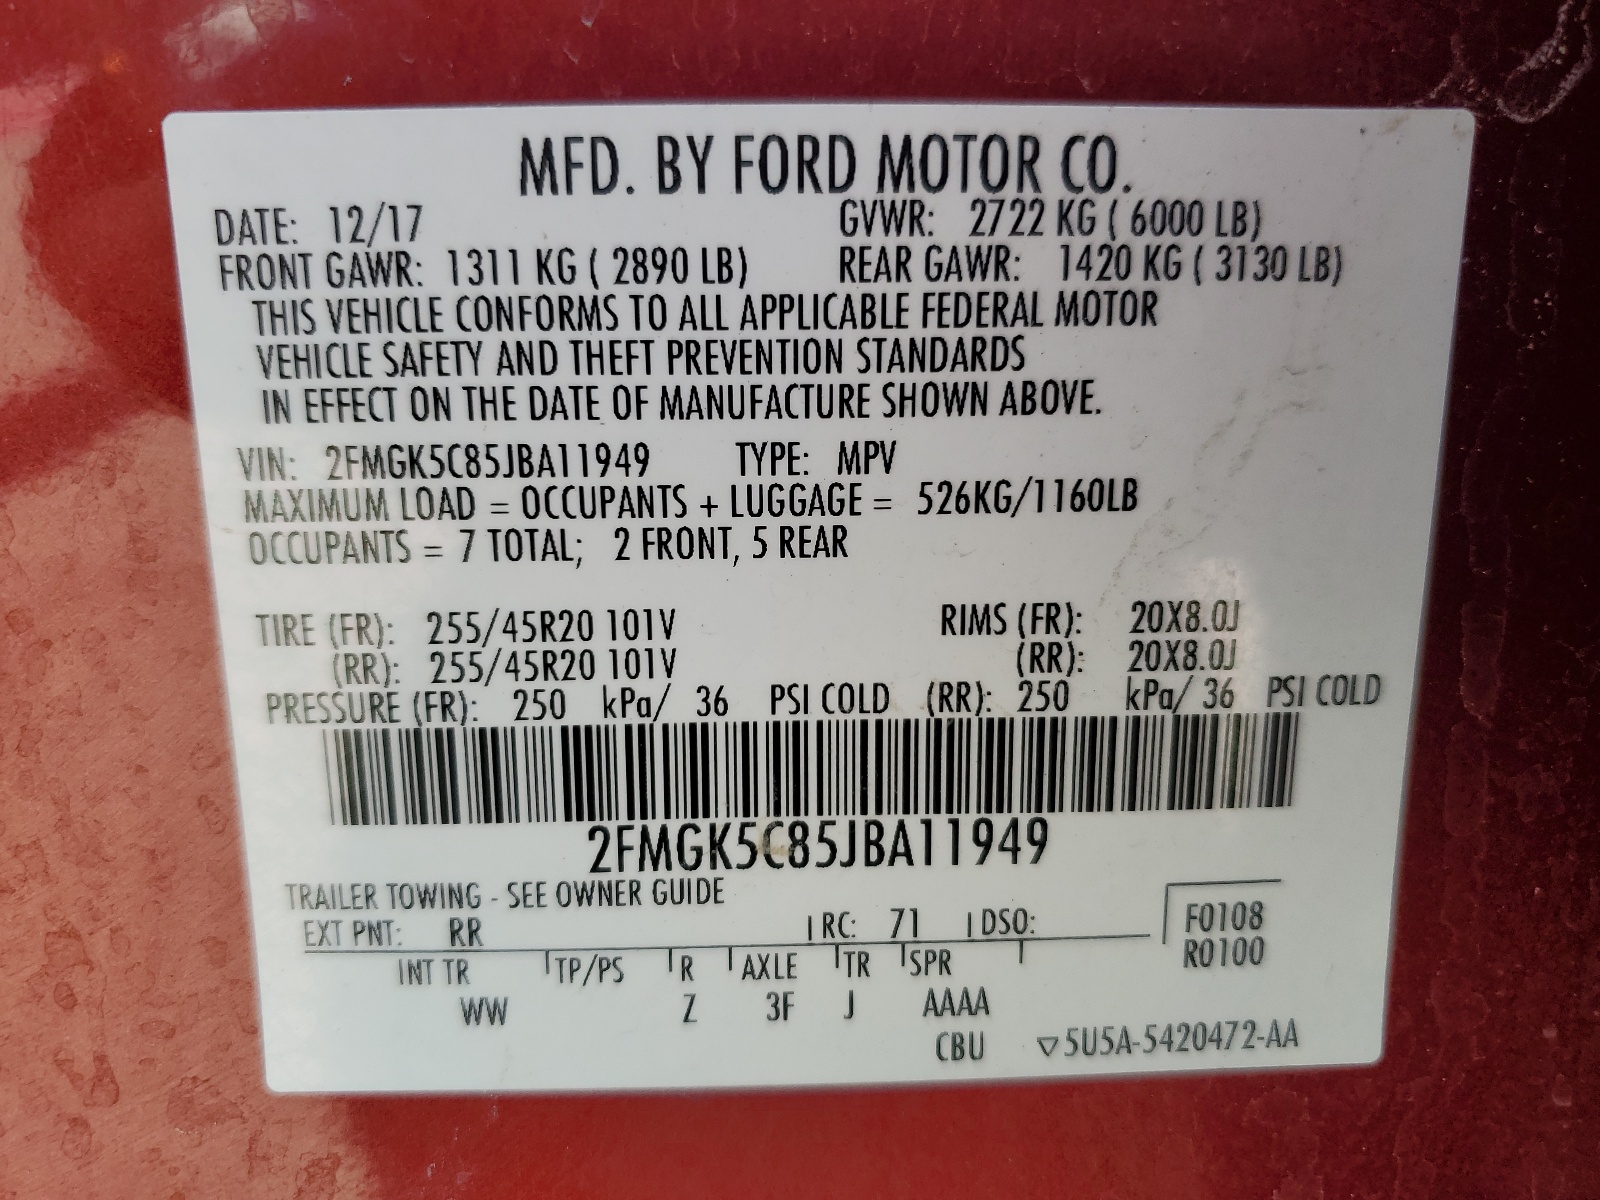 MFD. BY FORD MOTOR CO.
DATE: 12/17 GVWR: 2722 KG ( 6000 LB)
FRONT GAWR: 1311 KG ( 2890 LB) REAR GAWR: 1420 KG ( 3130 LB)
THIS VEHICLE CONFORMS TO ALL APPLICABLE FEDERAL MOTOR
VEHICLE SAFETY AND THEFT PREVENTION STANDARDS
IN EFFECT ON THE DATE OF MANUFACTURE SHOWN ABOVE.
VIN: 2FMGK5C85JBA11949 TYPE: MPV
MAXIMUM LOAD = OCCUPANTS + LUGGAGE = 526KG/1160LB
OCCUPANTS = 7 TOTAL; 2 FRONT, 5 REAR
TIRE (FR): 255/45R20 101V RIMS (FR): 20X8.0J
(RR): 255/45R20 101V (RR): 20X8.0J
PRESSURE (FR): 250 kPa/ 36 PSI COLD (RR): 250 kPa/ 36 PSI COLD
2FMGK5C85JBA11949
TRAILER TOWING - SEE OWNER GUIDE
EXT PNT: RR RC: 71 DSO: F0108
R0100
INT TR TP/PS R AXLE TR SPR
WW Z 3F J AAAA
CBU ▽5U5A-5420472-AA